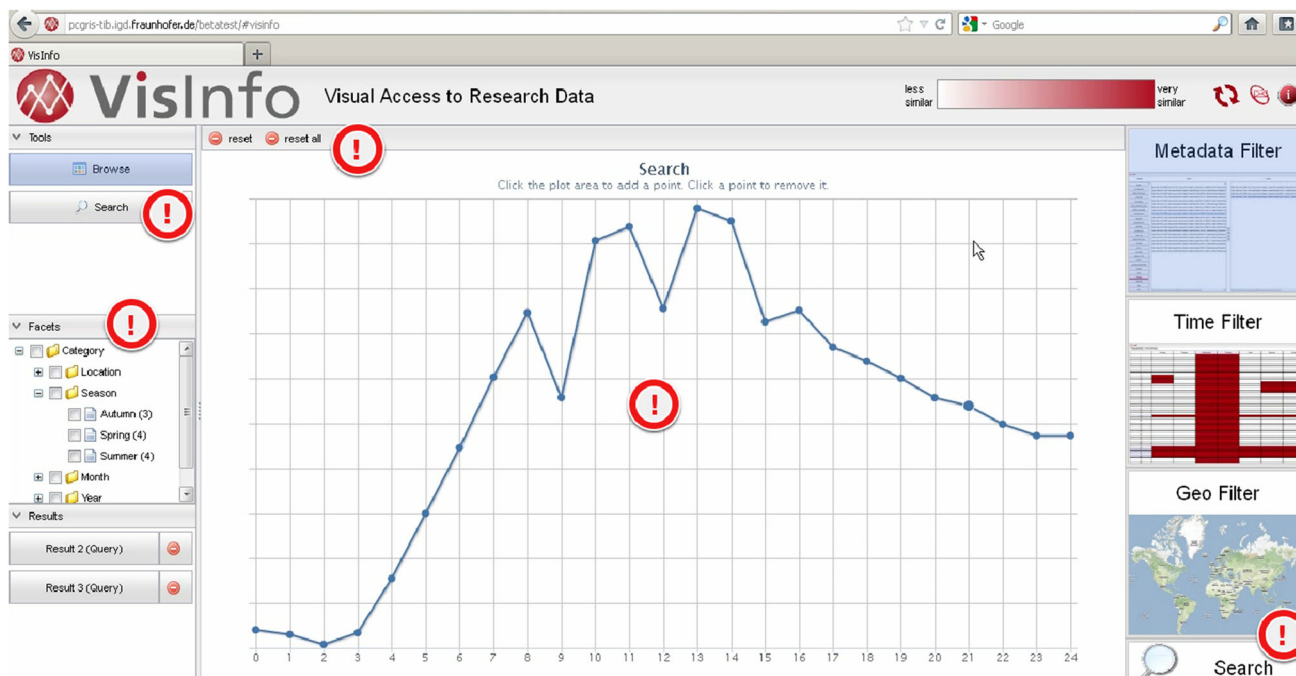 pcgris-tib.igd.fraunhofer.de/betatest/#visinfo
Google
VisInfo
+
VisInfo
Visual Access to Research Data
less
similar
very
similar
Tools
Browse
Search
!
Facets
!
Category
Location
Season
Autumn (3)
Spring (4)
Summer (4)
Month
Year
Results
Result 2 (Query)
Result 3 (Query)
reset
reset all
!
Search
Click the plot area to add a point. Click a point to remove it.
!
0 1 2 3 4 5 6 7 8 9 10 11 12 13 14 15 16 17 18 19 20 21 22 23 24
Metadata Filter
Time Filter
Geo Filter
!
Search